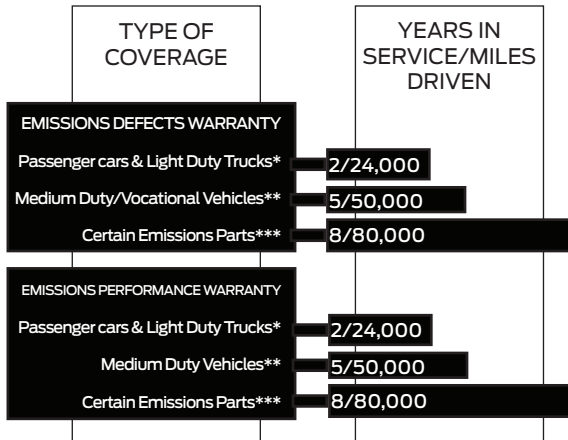 TYPE OF
COVERAGE
YEARS IN
SERVICE/MILES
DRIVEN
EMISSIONS DEFECTS WARRANTY
Passenger cars & Light Duty Trucks* 2/24,000
Medium Duty/Vocational Vehicles** 5/50,000
Certain Emissions Parts*** 8/80,000
EMISSIONS PERFORMANCE WARRANTY
Passenger cars & Light Duty Trucks* 2/24,000
Medium Duty Vehicles** 5/50,000
Certain Emissions Parts*** 8/80,000